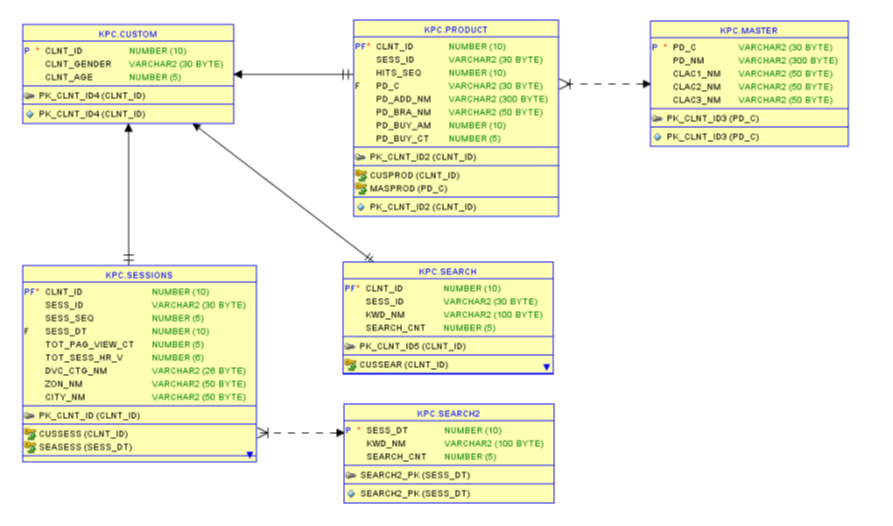 KPC.CUSTOM
P * CLNT_ID NUMBER (10)
CLNT_GENDER VARCHAR2 (30 BYTE)
CLNT_AGE NUMBER (5)
PK_CLNT_ID4 (CLNT_ID)
PK_CLNT_ID4 (CLNT_ID)
KPC.PRODUCT
PF* CLNT_ID NUMBER (10)
SESS_ID VARCHAR2 (30 BYTE)
HITS_SEQ NUMBER (10)
F PD_C VARCHAR2 (30 BYTE)
PD_ADD_NM VARCHAR2 (300 BYTE)
PD_BRA_NM VARCHAR2 (50 BYTE)
PD_BUY_AM NUMBER (10)
PD_BUY_CT NUMBER (5)
PK_CLNT_ID2 (CLNT_ID)
CUSPROD (CLNT_ID)
MASPROD (PD_C)
PK_CLNT_ID2 (CLNT_ID)
KPC.MASTER
P * PD_C VARCHAR2 (30 BYTE)
PD_NM VARCHAR2 (300 BYTE)
CLAC1_NM VARCHAR2 (50 BYTE)
CLAC2_NM VARCHAR2 (50 BYTE)
CLAC3_NM VARCHAR2 (50 BYTE)
PK_CLNT_ID3 (PD_C)
PK_CLNT_ID3 (PD_C)
KPC.SESSIONS
PF* CLNT_ID NUMBER (10)
SESS_ID VARCHAR2 (30 BYTE)
SESS_SEQ NUMBER (5)
F SESS_DT NUMBER (10)
TOT_PAG_VIEW_CT NUMBER (5)
TOT_SESS_HR_V NUMBER (6)
DVC_CTG_NM VARCHAR2 (26 BYTE)
ZON_NM VARCHAR2 (50 BYTE)
CITY_NM VARCHAR2 (50 BYTE)
PK_CLNT_ID (CLNT_ID)
CUSSESS (CLNT_ID)
SEASESS (SESS_DT)
KPC.SEARCH
PF* CLNT_ID NUMBER (10)
SESS_ID VARCHAR2 (30 BYTE)
KWD_NM VARCHAR2 (100 BYTE)
SEARCH_CNT NUMBER (5)
PK_CLNT_ID5 (CLNT_ID)
CUSSEAR (CLNT_ID)
KPC.SEARCH2
P * SESS_DT NUMBER (10)
KWD_NM VARCHAR2 (100 BYTE)
SEARCH_CNT NUMBER (5)
SEARCH2_PK (SESS_DT)
SEARCH2_PK (SESS_DT)